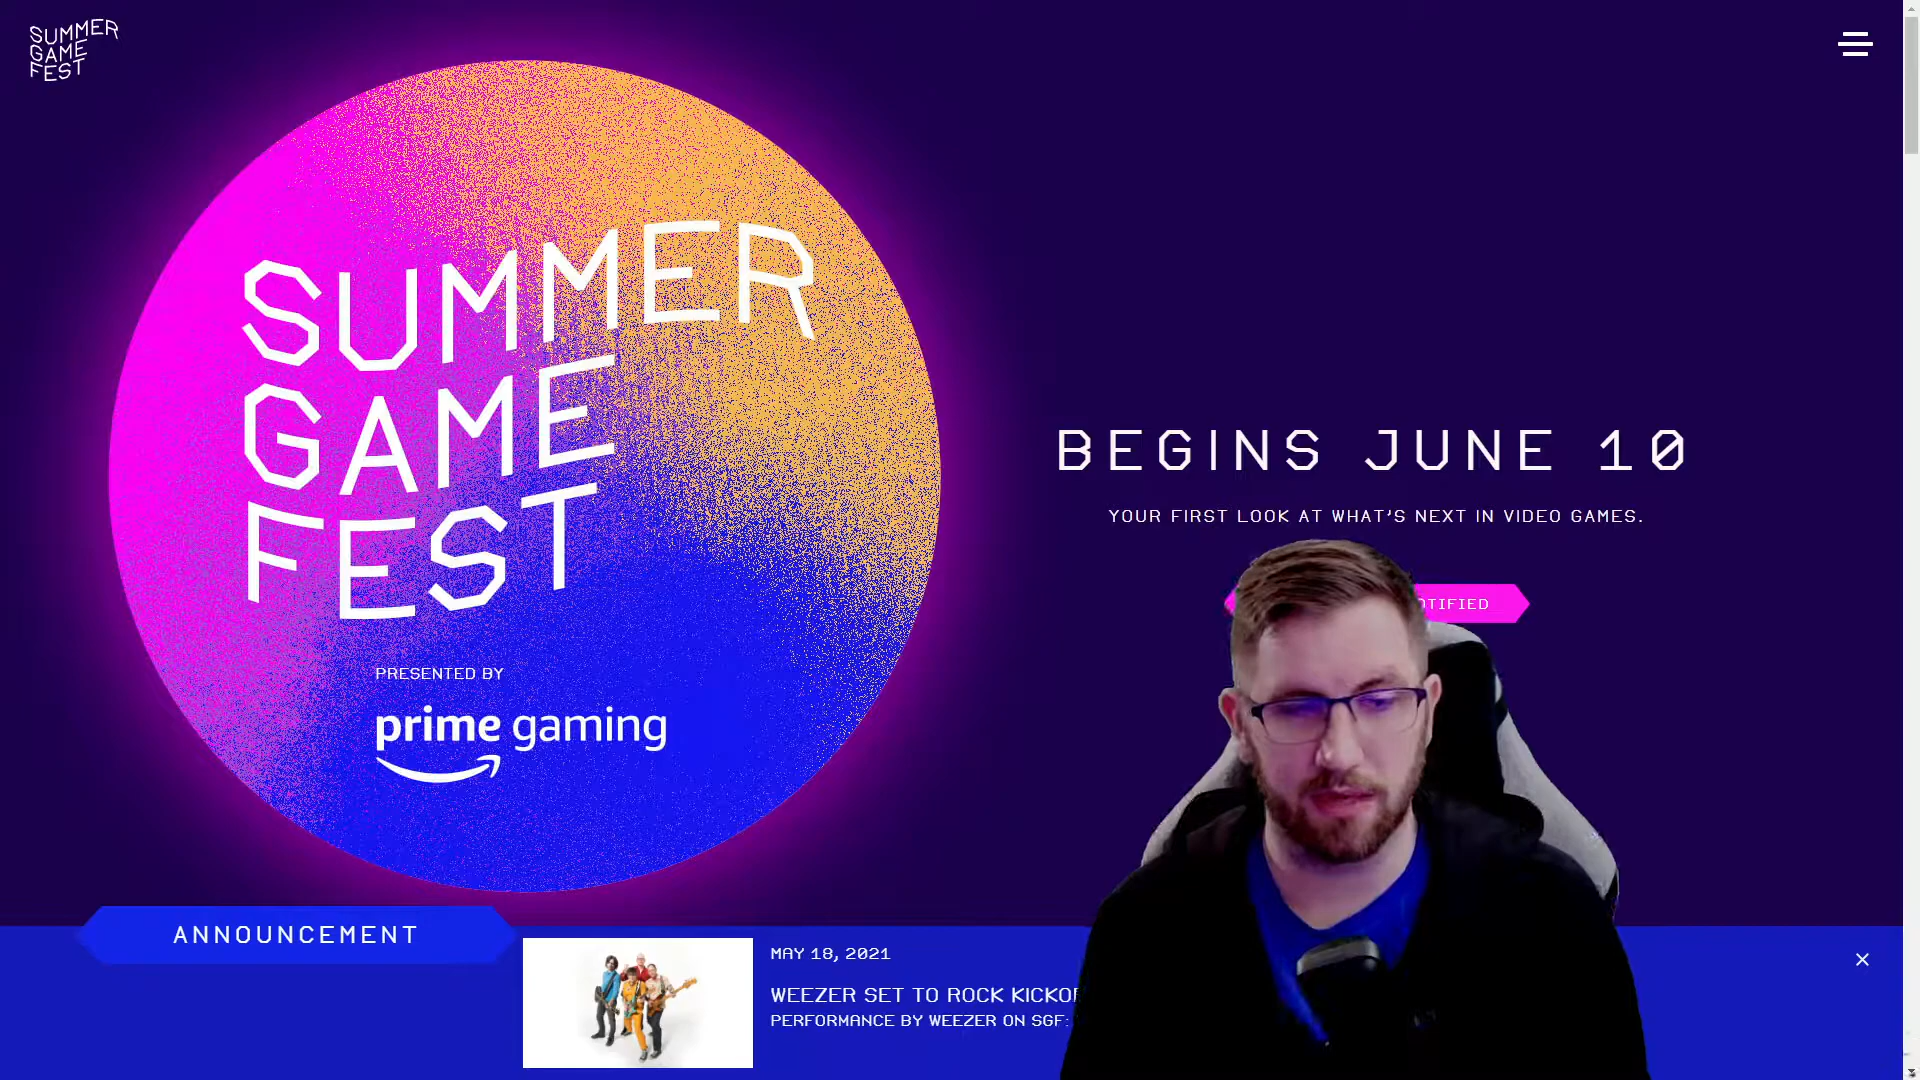 SUMMER
GAME
FEST
SUMMER
GAME
FEST
PRESENTED BY
prime gaming
BEGINS JUNE 10
YOUR FIRST LOOK AT WHAT'S NEXT IN VIDEO GAMES.
ANNOUNCEMENT
MAY 18, 2021
WEEZER SET TO ROCK
PERFORMANCE BY WEEZER ON SGF: